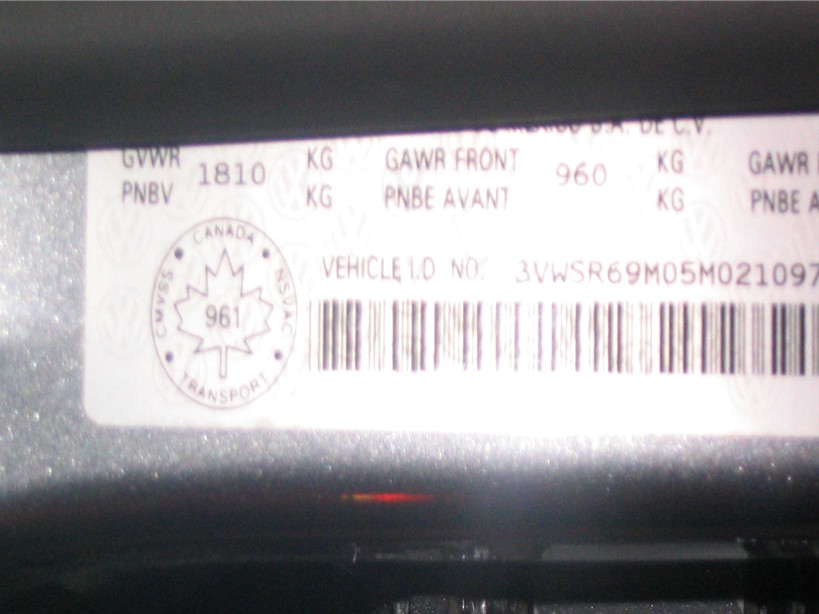 DE C.V.
GVWR 1810 KG GAWR FRONT 960 KG GAWR
PNBV KG PNBE AVANT KG PNBE A
VEHICLE I.D NO. 3VWSR69M05M021097
CANADA
CMVSS NSVAC
961
TRANSPORT